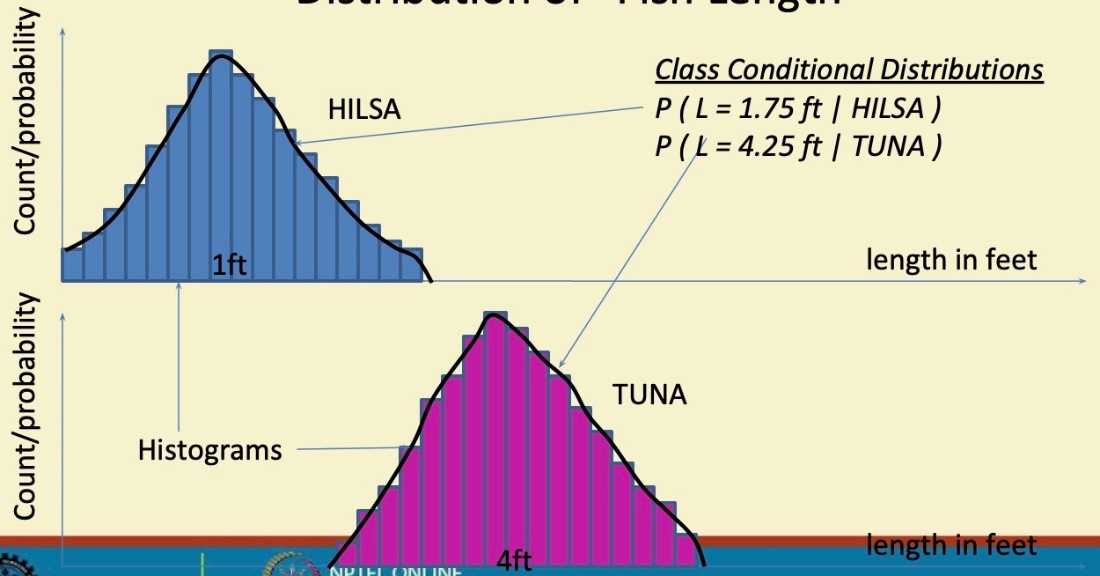 Distribution of Fish Length
Count/probability
HILSA
Class Conditional Distributions
P ( L = 1.75 ft | HILSA )
P ( L = 4.25 ft | TUNA )
1ft
length in feet
Count/probability
TUNA
Histograms
4ft
length in feet
NPTEL ONLINE